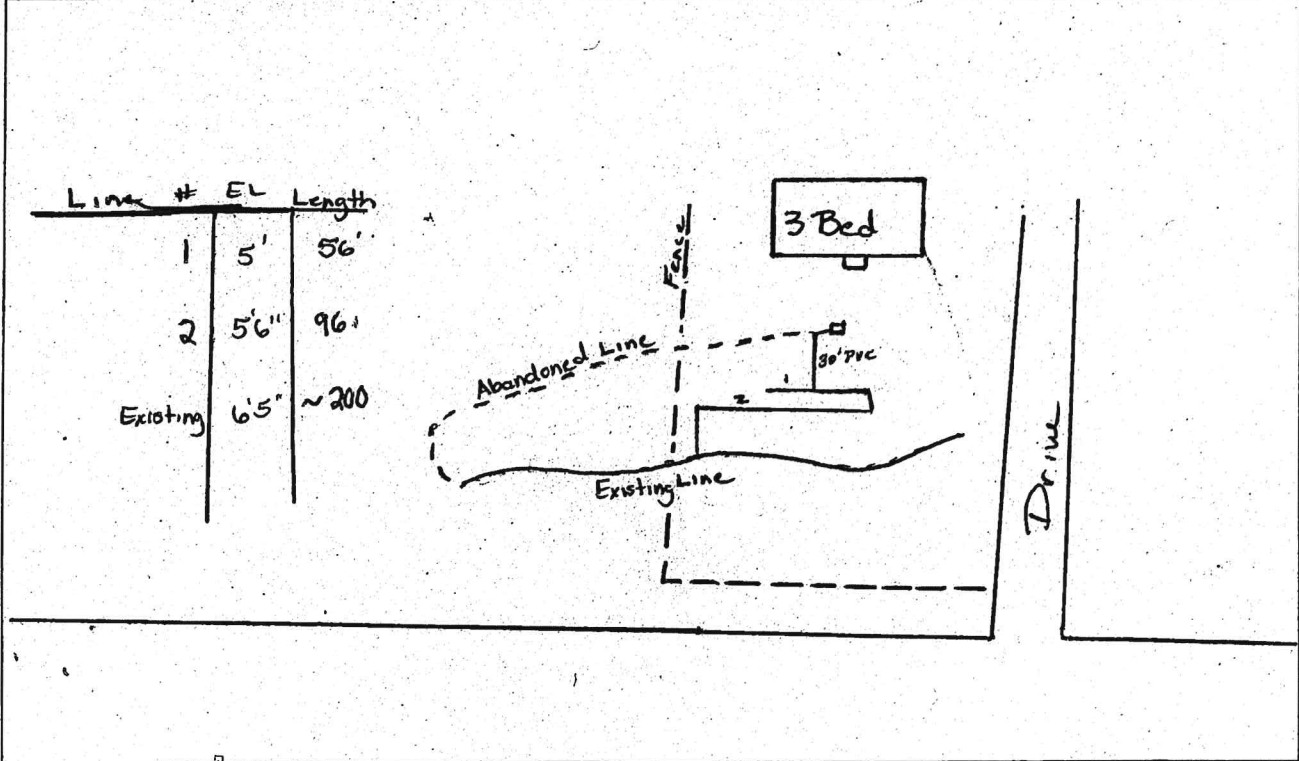 Line # EL Length
1 5' 56'
2 5'6" 96'
Existing 6'5" ~200
3 Bed
Fence
Abandoned Line
30' PVC
1
2
Existing Line
Drive